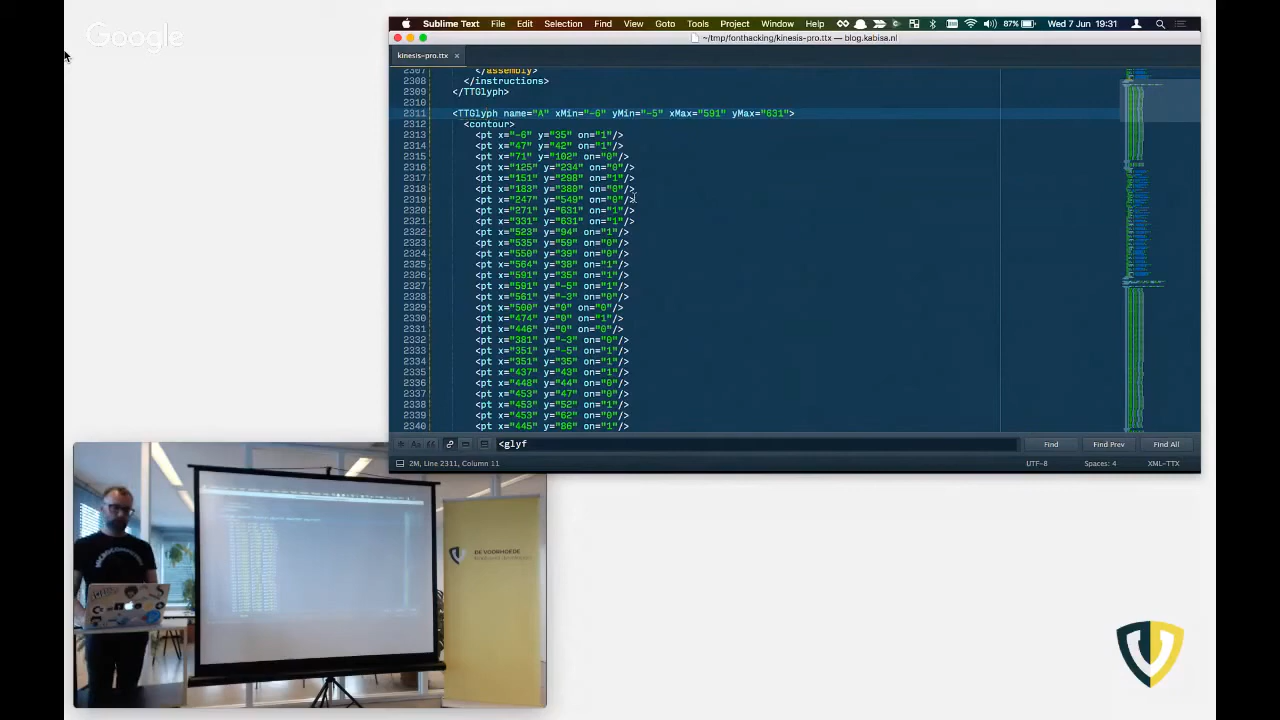 Google
Sublime Text File Edit Selection Find View Goto Tools Project Window Help 87% Wed 7 Jun 19:31
~/tmp/fonthacking/kinesis-pro.ttx — blog.kabisa.nl
kinesis-pro.ttx ×
2307 </assembly>
2308 </instructions>
2309 </TTGlyph>
2310
2311 <TTGlyph name="A" xMin="-6" yMin="-5" xMax="591" yMax="631">
2312 <contour>
2313 <pt x="-6" y="35" on="1"/>
2314 <pt x="47" y="42" on="1"/>
2315 <pt x="71" y="102" on="0"/>
2316 <pt x="125" y="234" on="0"/>
2317 <pt x="151" y="298" on="1"/>
2318 <pt x="183" y="380" on="0"/>
2319 <pt x="247" y="549" on="0"/>
2320 <pt x="271" y="631" on="1"/>
2321 <pt x="331" y="631" on="1"/>
2322 <pt x="523" y="94" on="1"/>
2323 <pt x="535" y="59" on="0"/>
2324 <pt x="550" y="39" on="0"/>
2325 <pt x="564" y="38" on="1"/>
2326 <pt x="591" y="35" on="1"/>
2327 <pt x="591" y="-5" on="1"/>
2328 <pt x="561" y="-3" on="0"/>
2329 <pt x="500" y="0" on="0"/>
2330 <pt x="474" y="0" on="1"/>
2331 <pt x="446" y="0" on="0"/>
2332 <pt x="381" y="-3" on="0"/>
2333 <pt x="351" y="-5" on="1"/>
2334 <pt x="351" y="35" on="1"/>
2335 <pt x="437" y="43" on="1"/>
2336 <pt x="448" y="44" on="0"/>
2337 <pt x="453" y="47" on="0"/>
2338 <pt x="453" y="52" on="1"/>
2339 <pt x="453" y="62" on="0"/>
2340 <pt x="445" y="86" on="1"/>
<glyf Find Find Prev Find All
2M, Line 2311, Column 11 UTF-8 Spaces: 4 XML-TTX
DE VOORHOEDE